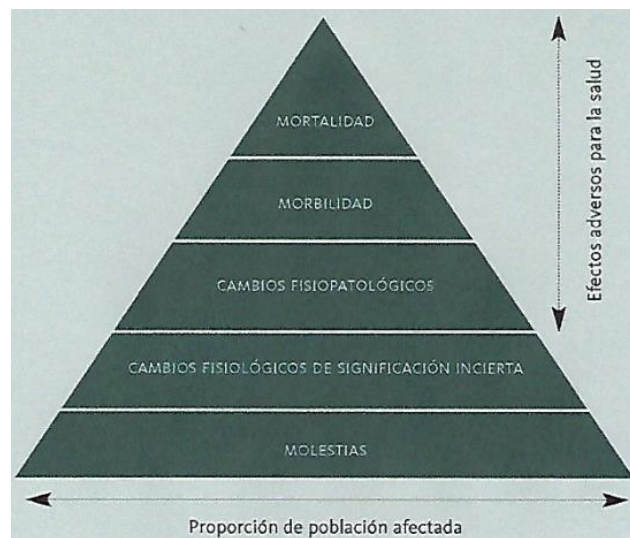 MORTALIDAD
MORBILIDAD
CAMBIOS FISIOPATOLÓGICOS
CAMBIOS FISIOLÓGICOS DE SIGNIFICACIÓN INCIERTA
MOLESTIAS
Efectos adversos para la salud
Proporción de población afectada